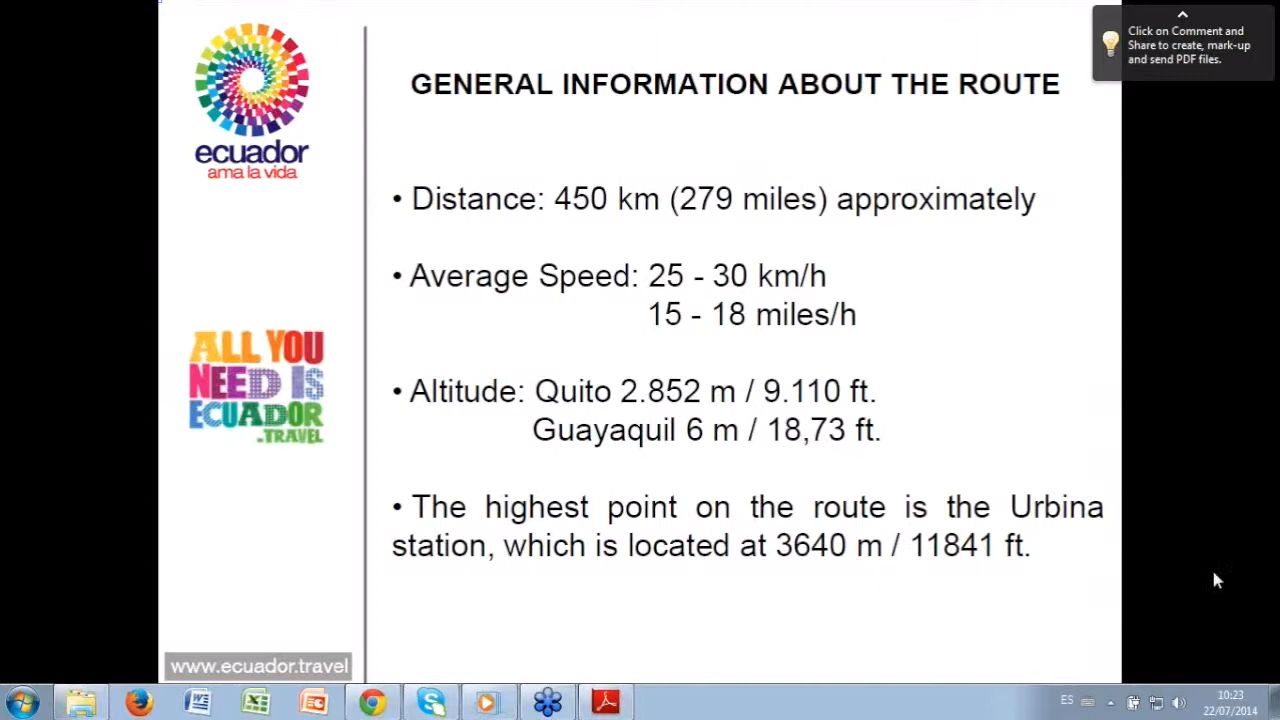 GENERAL INFORMATION ABOUT THE ROUTE
ecuador
ama la vida
• Distance: 450 km (279 miles) approximately
• Average Speed: 25 - 30 km/h
15 - 18 miles/h
ALL YOU
NEED IS
ECUADOR
.TRAVEL
• Altitude: Quito 2.852 m / 9.110 ft.
Guayaquil 6 m / 18,73 ft.
• The highest point on the route is the Urbina
station, which is located at 3640 m / 11841 ft.
www.ecuador.travel
Click on Comment and
Share to create, mark-up
and send PDF files.
ES
10:23
22/07/2014